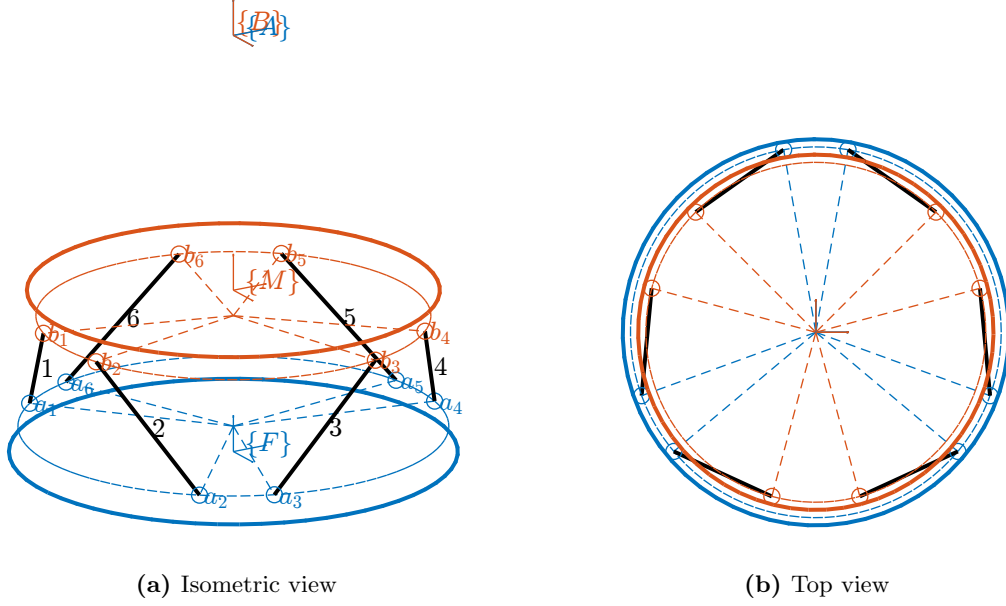 {B}
{A}
b₆
b₅
{M}
6
5
b₁
b₄
b₂
b₃
1
4
a₆
a₅
a₁
a₄
2
3
{F}
a₂
a₃
(a) Isometric view
(b) Top view